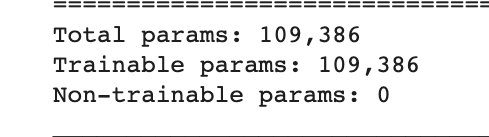 Total params: 109,386
Trainable params: 109,386
Non-trainable params: 0